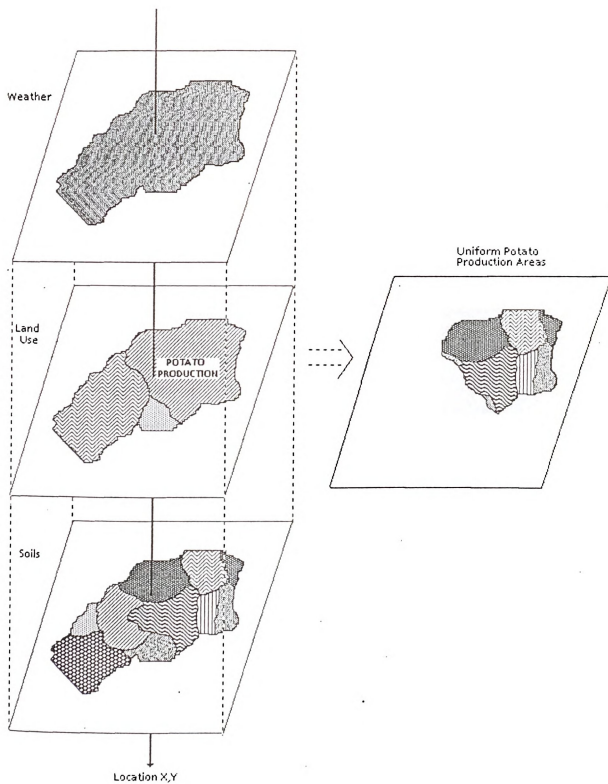 Weather
Uniform Potato
Production Areas
Land
Use
POTATO
PRODUCTION
Soils
Location X,Y